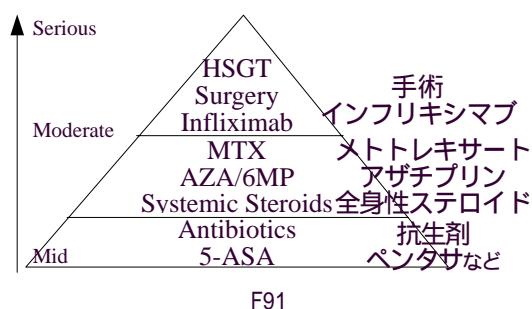 Serious
HSGT
Surgery
手術
Infliximab
インフリキシマブ
Moderate
MTX
メトトレキサート
AZA/6MP
アザチプリン
Systemic Steroids
全身性ステロイド
Antibiotics
抗生剤
Mid
5-ASA
ペンタサなど
F91